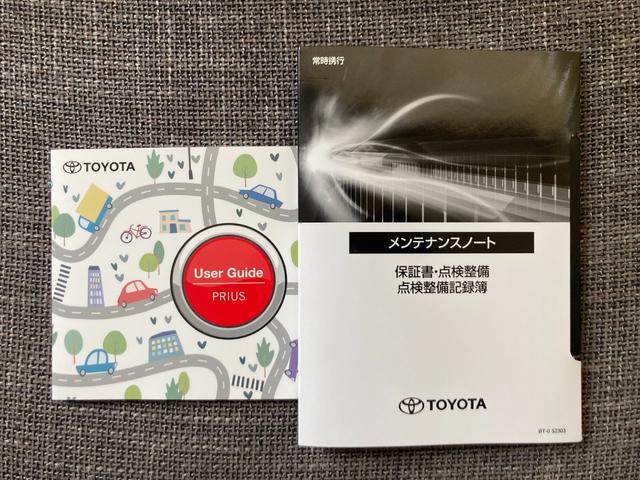 TOYOTA
User Guide
PRIUS
常時携行
メンテナンスノート
保証書・点検整備
点検整備記録簿
TOYOTA
BT-0 52303